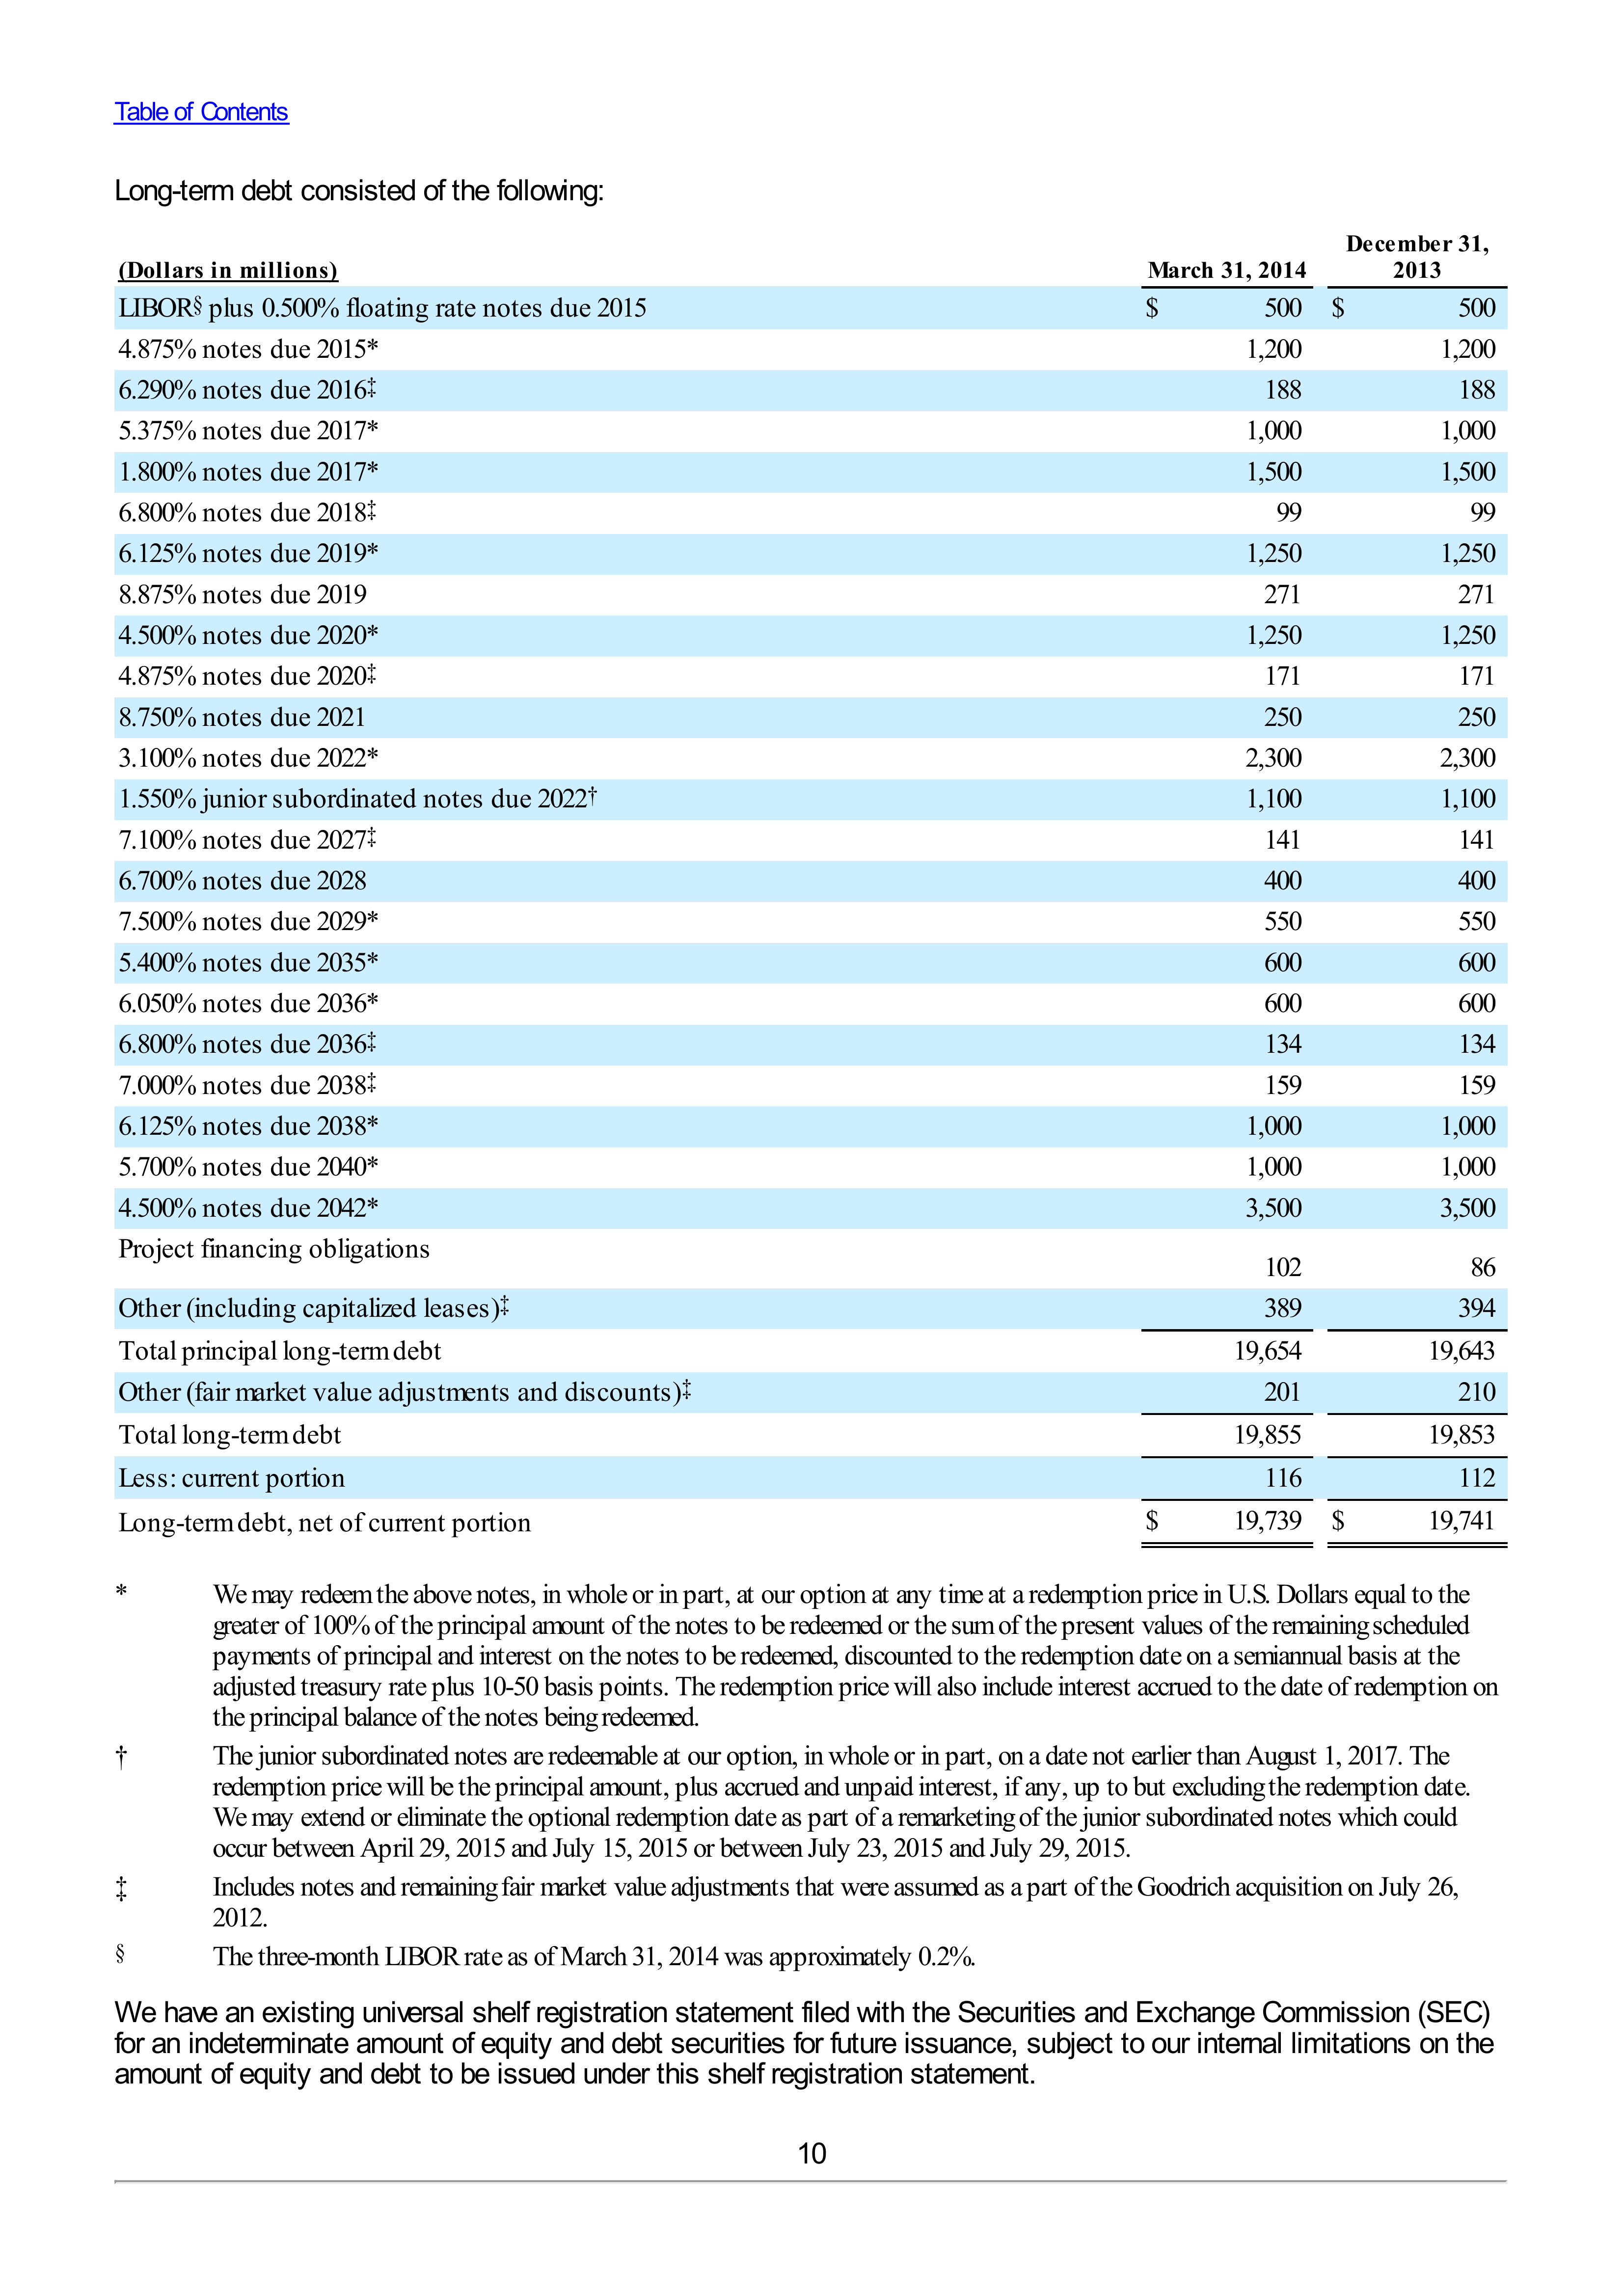 Table of Contents
Long-term debt consisted of the following:
(Dollars in millions) March 31, 2014 December 31, 2013
LIBOR§ plus 0.500% floating rate notes due 2015 $ 500 $ 500
4.875% notes due 2015* 1,200 1,200
6.290% notes due 2016‡ 188 188
5.375% notes due 2017* 1,000 1,000
1.800% notes due 2017* 1,500 1,500
6.800% notes due 2018‡ 99 99
6.125% notes due 2019* 1,250 1,250
8.875% notes due 2019 271 271
4.500% notes due 2020* 1,250 1,250
4.875% notes due 2020‡ 171 171
8.750% notes due 2021 250 250
3.100% notes due 2022* 2,300 2,300
1.550% junior subordinated notes due 2022† 1,100 1,100
7.100% notes due 2027‡ 141 141
6.700% notes due 2028 400 400
7.500% notes due 2029* 550 550
5.400% notes due 2035* 600 600
6.050% notes due 2036* 600 600
6.800% notes due 2036‡ 134 134
7.000% notes due 2038‡ 159 159
6.125% notes due 2038* 1,000 1,000
5.700% notes due 2040* 1,000 1,000
4.500% notes due 2042* 3,500 3,500
Project financing obligations 102 86
Other (including capitalized leases)‡ 389 394
Total principal long-term debt 19,654 19,643
Other (fair market value adjustments and discounts)‡ 201 210
Total long-term debt 19,855 19,853
Less: current portion 116 112
Long-term debt, net of current portion $ 19,739 $ 19,741
* We may redeem the above notes, in whole or in part, at our option at any time at a redemption price in U.S. Dollars equal to the
greater of 100% of the principal amount of the notes to be redeemed or the sum of the present values of the remaining scheduled
payments of principal and interest on the notes to be redeemed, discounted to the redemption date on a semiannual basis at the
adjusted treasury rate plus 10-50 basis points. The redemption price will also include interest accrued to the date of redemption on
the principal balance of the notes being redeemed.
† The junior subordinated notes are redeemable at our option, in whole or in part, on a date not earlier than August 1, 2017. The
redemption price will be the principal amount, plus accrued and unpaid interest, if any, up to but excluding the redemption date.
We may extend or eliminate the optional redemption date as part of a remarketing of the junior subordinated notes which could
occur between April 29, 2015 and July 15, 2015 or between July 23, 2015 and July 29, 2015.
‡ Includes notes and remaining fair market value adjustments that were assumed as a part of the Goodrich acquisition on July 26,
2012.
§ The three-month LIBOR rate as of March 31, 2014 was approximately 0.2%.
We have an existing universal shelf registration statement filed with the Securities and Exchange Commission (SEC)
for an indeterminate amount of equity and debt securities for future issuance, subject to our internal limitations on the
amount of equity and debt to be issued under this shelf registration statement.
10